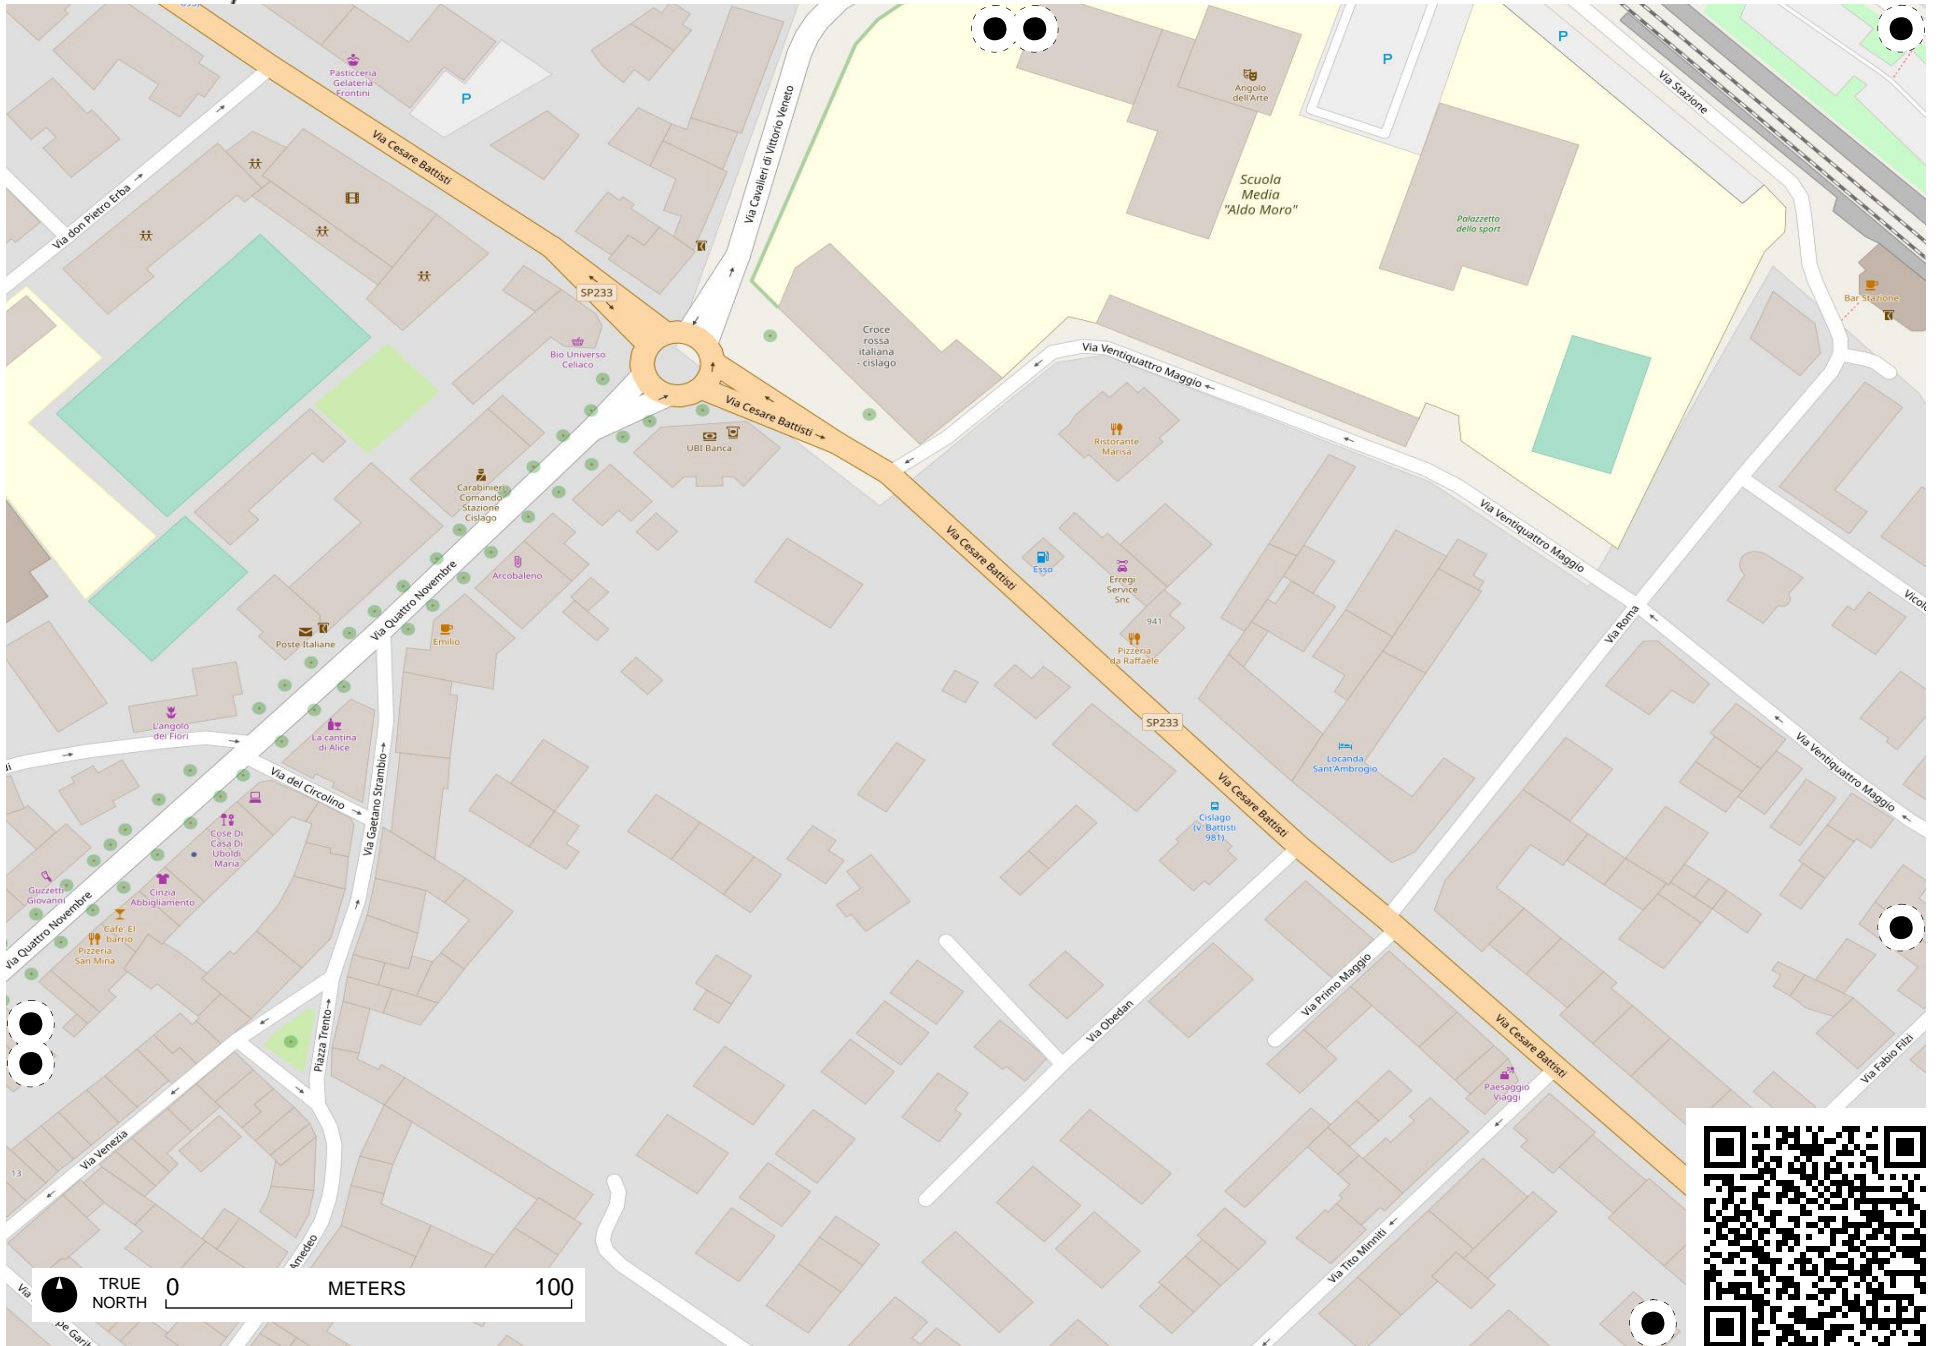 Pasticceria
Gelateria
Frontini
P
P
P
Via Stazione
Via Cesare Battisti
Via Cavalieri di Vittorio Veneto
Angolo
dell'Arte
Scuola
Media
"Aldo Moro"
Palazzetto
dello sport
Via don Pietro Erba
SP233
Bar Stazione
Bio Universo
Celiaco
Croce
rossa
italiana
- cislago
Via Ventiquattro Maggio
Via Cesare Battisti
UBI Banca
Ristorante
Marisa
Carabinieri
Comando
Stazione
Cislago
Via Ventiquattro Maggio
Via Cesare Battisti
Arcobaleno
Esso
Erregi
Service
Snc
941
Via Quattro Novembre
Poste Italiane
Emilio
Pizzeria
da Raffaele
Via Roma
L'angolo
dei Fiori
La cantina
di Alice
SP233
Locanda
Sant'Ambrogio
Via Ventiquattro Maggio
Via del Circolino
Via Gaetano Strambio
Cislago
(v. Battisti
981)
Via Cesare Battisti
Cose Di
Casa Di
Uboldi
Maria
Guzzetti
Giovanni
Cinzia
Abbigliamento
Cafe' El
barrio
Pizzeria
San Mina
Via Quattro Novembre
Via Primo Maggio
Via Obedan
Piazza Trento
Via Cesare Battisti
Via Fabio Filzi
Paesaggio
Viaggi
Via Venezia
13
Via Tito Minniti
Amedeo
TRUE
NORTH
0 METERS 100